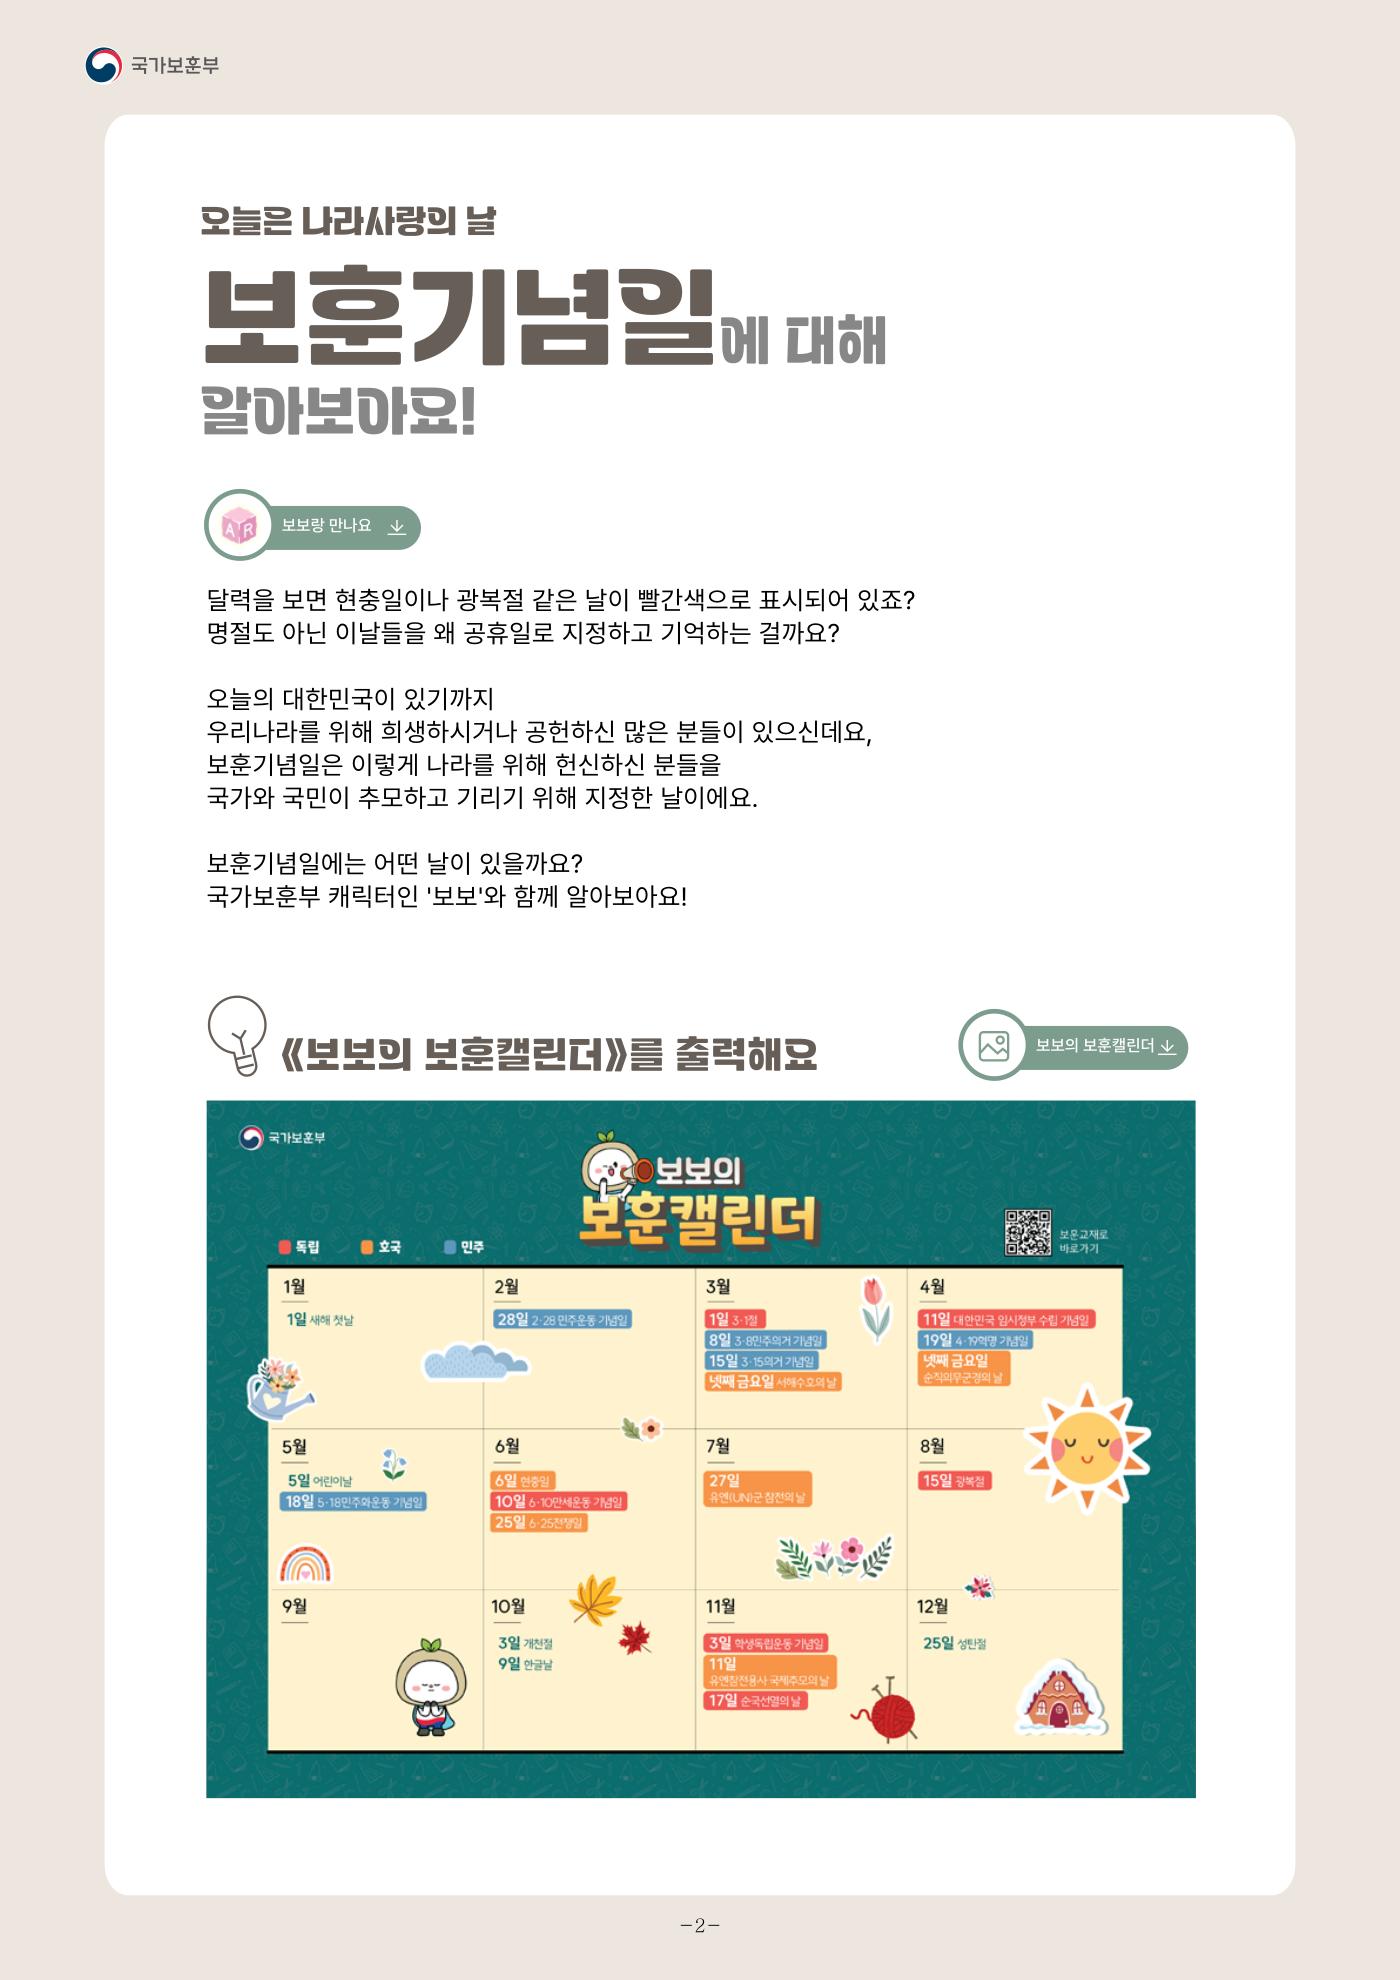 국가보훈부
오늘은 나라사랑의 날
보훈기념일에 대해
알아보아요!
AR
보보랑 만나요
달력을 보면 현충일이나 광복절 같은 날이 빨간색으로 표시되어 있죠?
명절도 아닌 이날들을 왜 공휴일로 지정하고 기억하는 걸까요?
오늘의 대한민국이 있기까지
우리나라를 위해 희생하시거나 공헌하신 많은 분들이 있으신데요,
보훈기념일은 이렇게 나라를 위해 헌신하신 분들을
국가와 국민이 추모하고 기리기 위해 지정한 날이에요.
보훈기념일에는 어떤 날이 있을까요?
국가보훈부 캐릭터인 '보보'와 함께 알아보아요!
《보보의 보훈캘린더》를 출력해요
보보의 보훈캘린더
국가보훈부
보보의
보훈캘린더
독립 호국 민주
보훈교재로
바로가기
1월
1일 새해 첫날
2월
28일 2·28 민주운동 기념일
3월
1일 3·1절
8일 3·8민주의거 기념일
15일 3·15의거 기념일
넷째 금요일 서해수호의 날
4월
11일 대한민국 임시정부 수립 기념일
19일 4·19혁명 기념일
넷째 금요일
순직의무군경의 날
5월
5일 어린이날
18일 5·18민주화운동 기념일
6월
6일 현충일
10일 6·10만세운동 기념일
25일 6·25전쟁일
7월
27일
유엔(UN)군 참전의 날
8월
15일 광복절
9월
10월
3일 개천절
9일 한글날
11월
3일 학생독립운동 기념일
11일
유엔참전용사 국제추모의 날
17일 순국선열의 날
12월
25일 성탄절
-2-